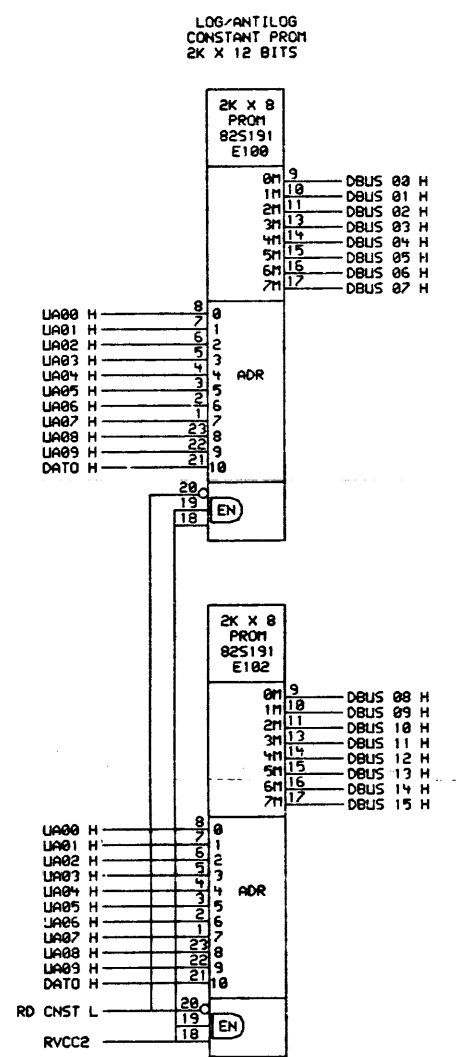 LOG/ANTILOG
CONSTANT PROM
2K X 12 BITS
2K X 8
PROM
82S191
E100
0M 9 DBUS 00 H
1M 10 DBUS 01 H
2M 11 DBUS 02 H
3M 13 DBUS 03 H
4M 14 DBUS 04 H
5M 15 DBUS 05 H
6M 16 DBUS 06 H
7M 17 DBUS 07 H
UA00 H 8 0
UA01 H 7 1
UA02 H 6 2
UA03 H 5 3
UA04 H 4 4 ADR
UA05 H 3 5
UA06 H 2 6
UA07 H 1 7
UA08 H 23 8
UA09 H 22 9
DATO H 21 10
20
19 EN
18
2K X 8
PROM
82S191
E102
0M 9 DBUS 08 H
1M 10 DBUS 09 H
2M 11 DBUS 10 H
3M 13 DBUS 11 H
4M 14 DBUS 12 H
5M 15 DBUS 13 H
6M 16 DBUS 14 H
7M 17 DBUS 15 H
UA00 H 8 0
UA01 H 7 1
UA02 H 6 2
UA03 H 5 3
UA04 H 4 4 ADR
UA05 H 3 5
UA06 H 2 6
UA07 H 1 7
UA08 H 23 8
UA09 H 22 9
DATO H 21 10
RD CNST L 20
19 EN
RVCC2 18